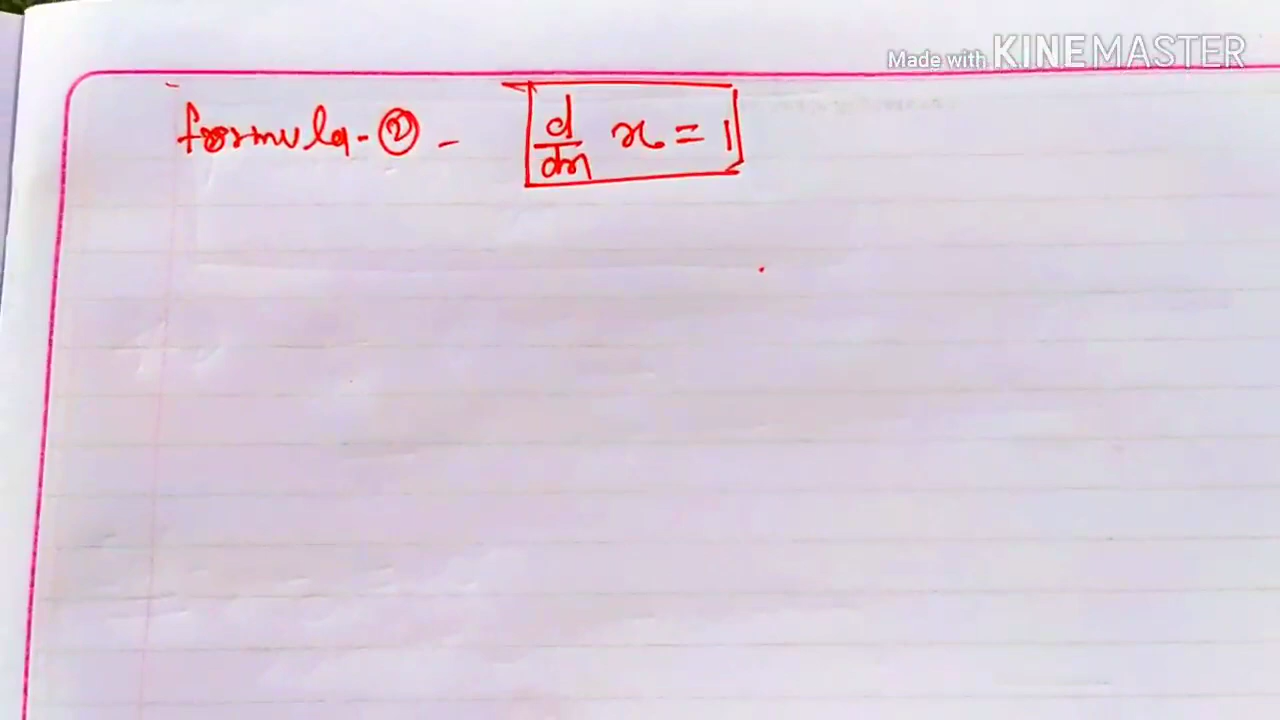 Made with KINEMASTER
formula - ② - d/dx x = 1